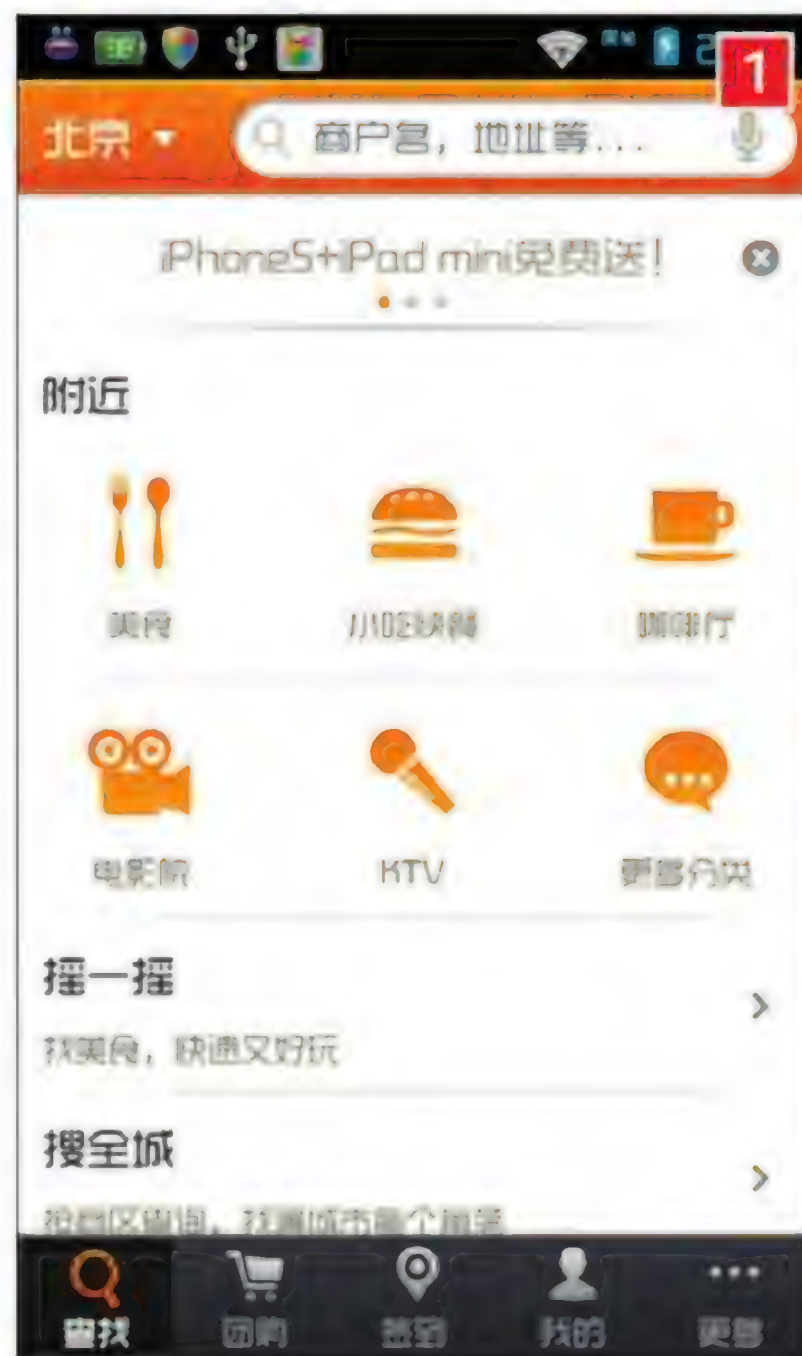 1
北京
商户名，地址等...
iPhone5+iPad mini免费送！
附近
美食
小吃快餐
咖啡厅
电影院
KTV
更多分类
摇一摇
找美食，快速又好玩
搜全城
查找
团购
签到
我的
更多